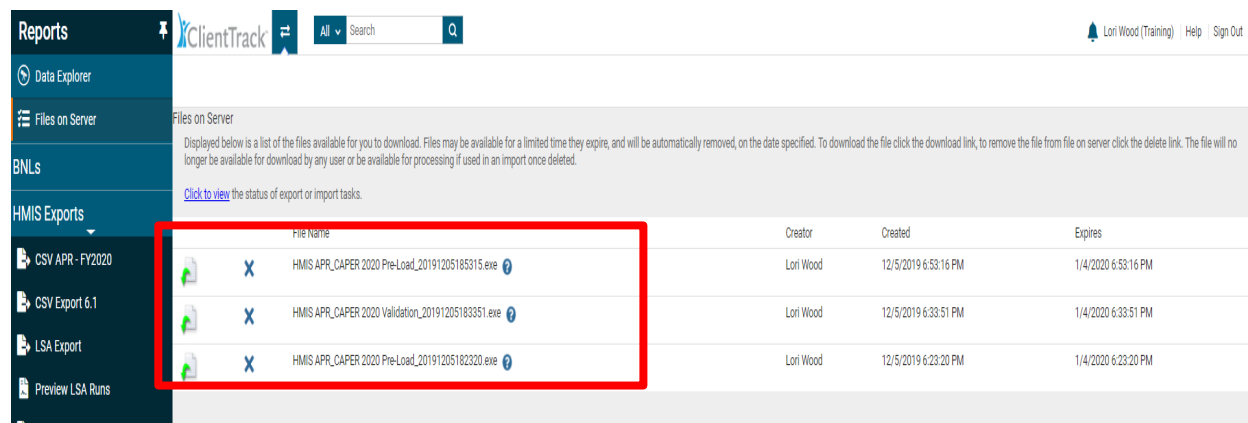 Reports
ClientTrack
All
Search
Lori Wood (Training) | Help | Sign Out
Data Explorer
Files on Server
BNLs
HMIS Exports
CSV APR - FY2020
CSV Export 6.1
LSA Export
Preview LSA Runs
Files on Server
Displayed below is a list of the files available for you to download. Files may be available for a limited time they expire, and will be automatically removed, on the date specified. To download the file click the download link, to remove the file from file on server click the delete link. The file will no
longer be available for download by any user or be available for processing if used in an import once deleted.
Click to view the status of export or import tasks.
File Name Creator Created Expires
HMIS APR_CAPER 2020 Pre-Load_20191205185315.exe Lori Wood 12/5/2019 6:53:16 PM 1/4/2020 6:53:16 PM
HMIS APR_CAPER 2020 Validation_20191205183351.exe Lori Wood 12/5/2019 6:33:51 PM 1/4/2020 6:33:51 PM
HMIS APR_CAPER 2020 Pre-Load_20191205182320.exe Lori Wood 12/5/2019 6:23:20 PM 1/4/2020 6:23:20 PM